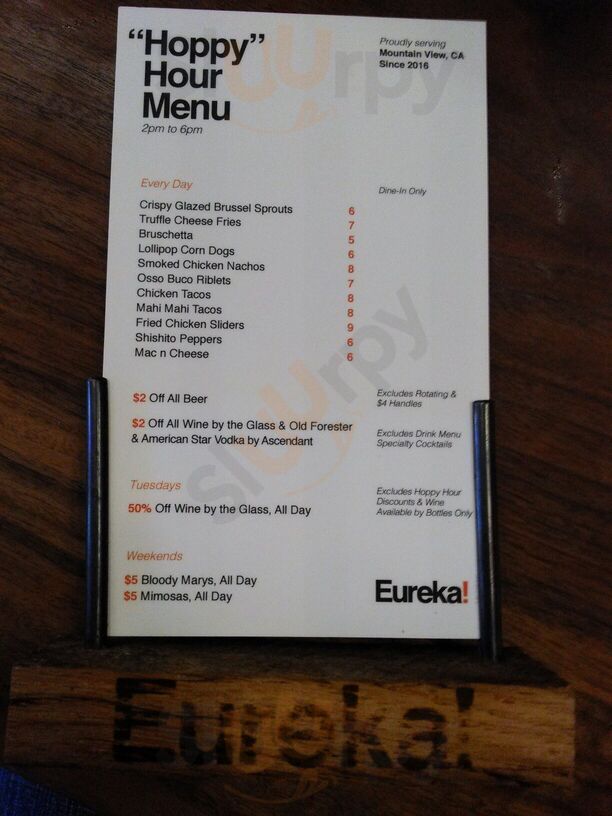 "Hoppy"
Hour
Menu
2pm to 6pm
Proudly serving
Mountain View, CA
Since 2016
Every Day
Dine-In Only
Crispy Glazed Brussel Sprouts 6
Truffle Cheese Fries 7
Bruschetta 5
Lollipop Corn Dogs 6
Smoked Chicken Nachos 8
Osso Buco Riblets 7
Chicken Tacos 8
Mahi Mahi Tacos 8
Fried Chicken Sliders 9
Shishito Peppers 6
Mac n Cheese 6
$2 Off All Beer
Excludes Rotating &
$4 Handles
$2 Off All Wine by the Glass & Old Forester
& American Star Vodka by Ascendant
Excludes Drink Menu
Specialty Cocktails
Tuesdays
50% Off Wine by the Glass, All Day
Excludes Hoppy Hour
Discounts & Wine
Available by Bottles Only
Weekends
$5 Bloody Marys, All Day
$5 Mimosas, All Day
Eureka!
Eureka!
slUurpy